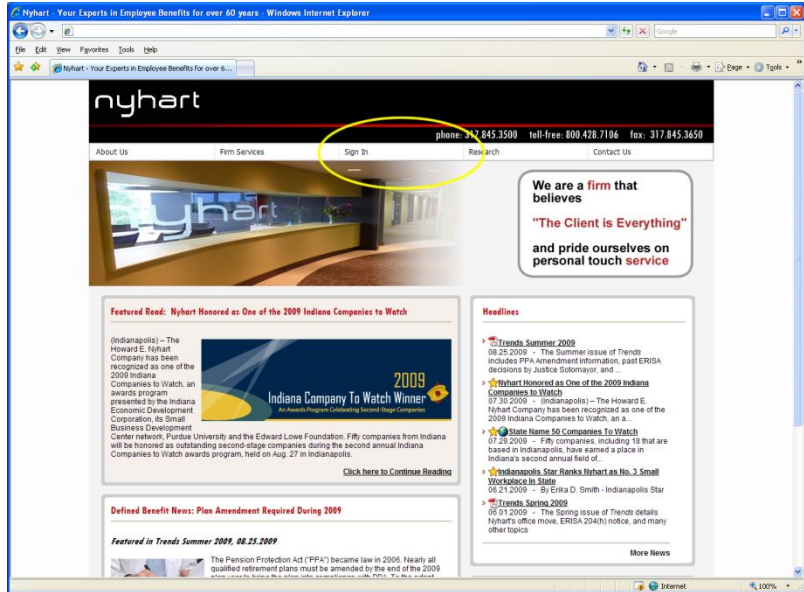 Nyhart - Your Experts in Employee Benefits for over 60 years - Windows Internet Explorer
Google
File Edit View Favorites Tools Help
Nyhart - Your Experts in Employee Benefits for over 6...
Page Tools
nyhart
phone: 317.845.3500 toll-free: 800.428.7106 fax: 317.845.3650
About Us Firm Services Sign In Research Contact Us
nyhart
We are a firm that
believes
"The Client is Everything"
and pride ourselves on
personal touch service
Featured Read: Nyhart Honored as One of the 2009 Indiana Companies to Watch
(Indianapolis) – The
Howard E. Nyhart
Company has been
recognized as one of the
2009 Indiana
Companies to Watch, an
awards program
presented by the Indiana
Economic Development
Corporation, its Small
Business Development
Center network, Purdue University and the Edward Lowe Foundation. Fifty companies from Indiana
will be honored as outstanding second-stage companies during the second annual Indiana
Companies to Watch awards program, held on Aug. 27 in Indianapolis.
2009
Indiana Company To Watch Winner
An Awards Program Celebrating Second-Stage Companies
Click here to Continue Reading
Defined Benefit News: Plan Amendment Required During 2009
Featured in Trends Summer 2009, 08.25.2009
The Pension Protection Act ("PPA") became law in 2006. Nearly all
qualified retirement plans must be amended by the end of the 2009
plan year to bring the plan into compliance with PPA. To the extent
Headlines
Trends Summer 2009
08.25.2009 - The Summer issue of Trends
includes PPA Amendment information, past ERISA
decisions by Justice Sotomayor, and ...
Nyhart Honored as One of the 2009 Indiana
Companies to Watch
07.30.2009 - (Indianapolis) – The Howard E.
Nyhart Company has been recognized as one of the
2009 Indiana Companies to Watch, an a...
State Name 50 Companies To Watch
07.29.2009 - Fifty companies, including 18 that are
based in Indianapolis, have earned a place in
Indiana's second annual field of...
Indianapolis Star Ranks Nyhart as No. 3 Small
Workplace In State
06.21.2009 - By Erika D. Smith - Indianapolis Star
Trends Spring 2009
06.01.2009 - The Spring issue of Trends details
Nyhart's office move, ERISA 204(h) notice, and many
other topics
More News
Internet 100%